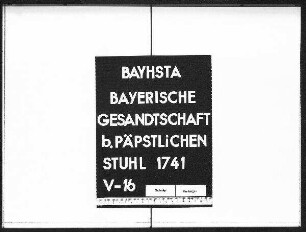 BAYHSTA
BAYERISCHE
GESANDTSCHAFT
b. PÄPSTLiCHEN
STUHL 1741
V-16